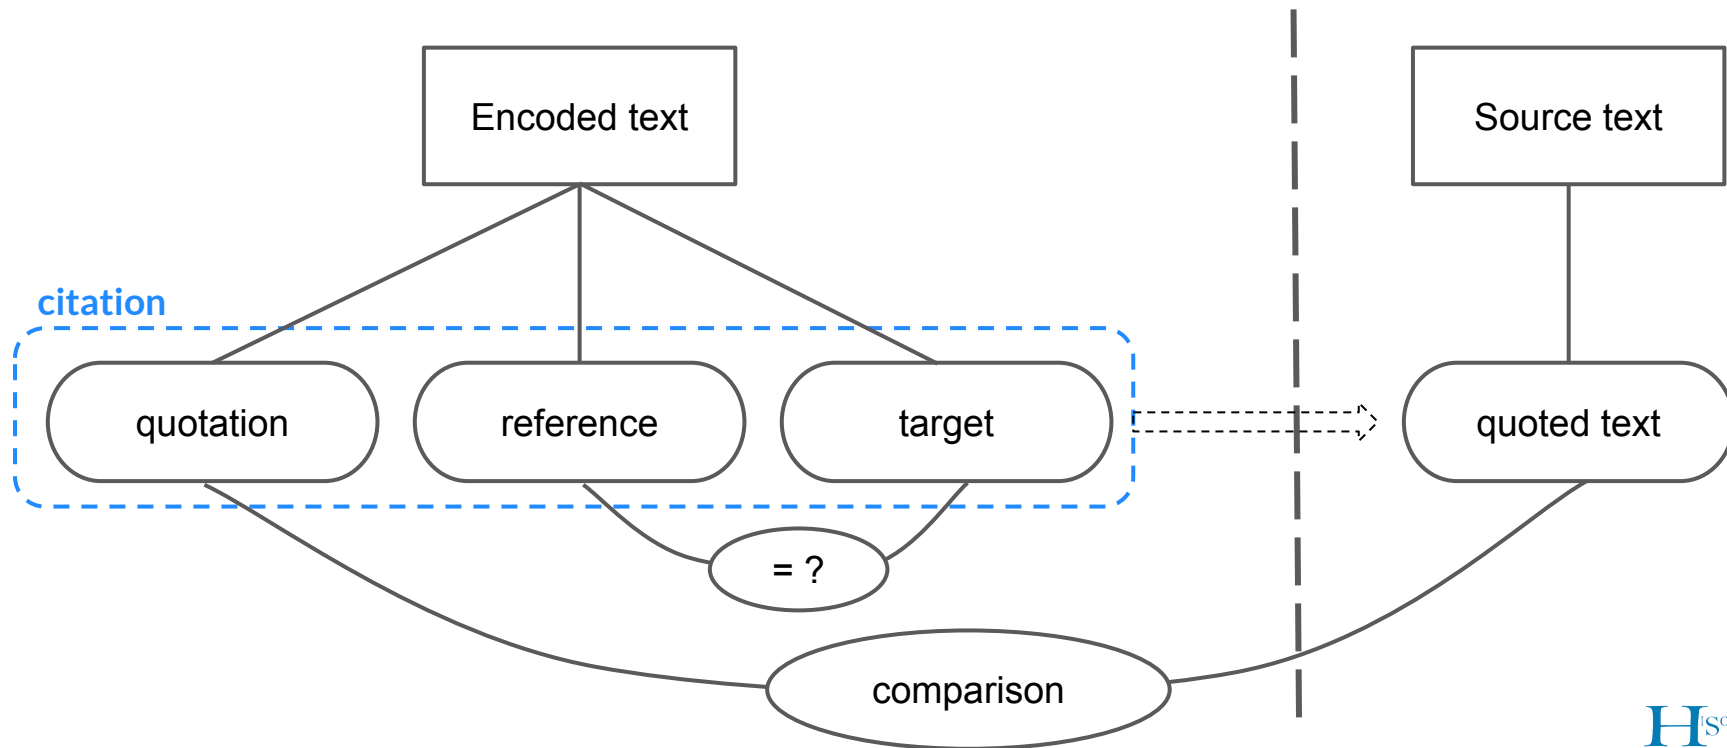 Encoded text
Source text
citation
quotation
reference
target
quoted text
= ?
comparison